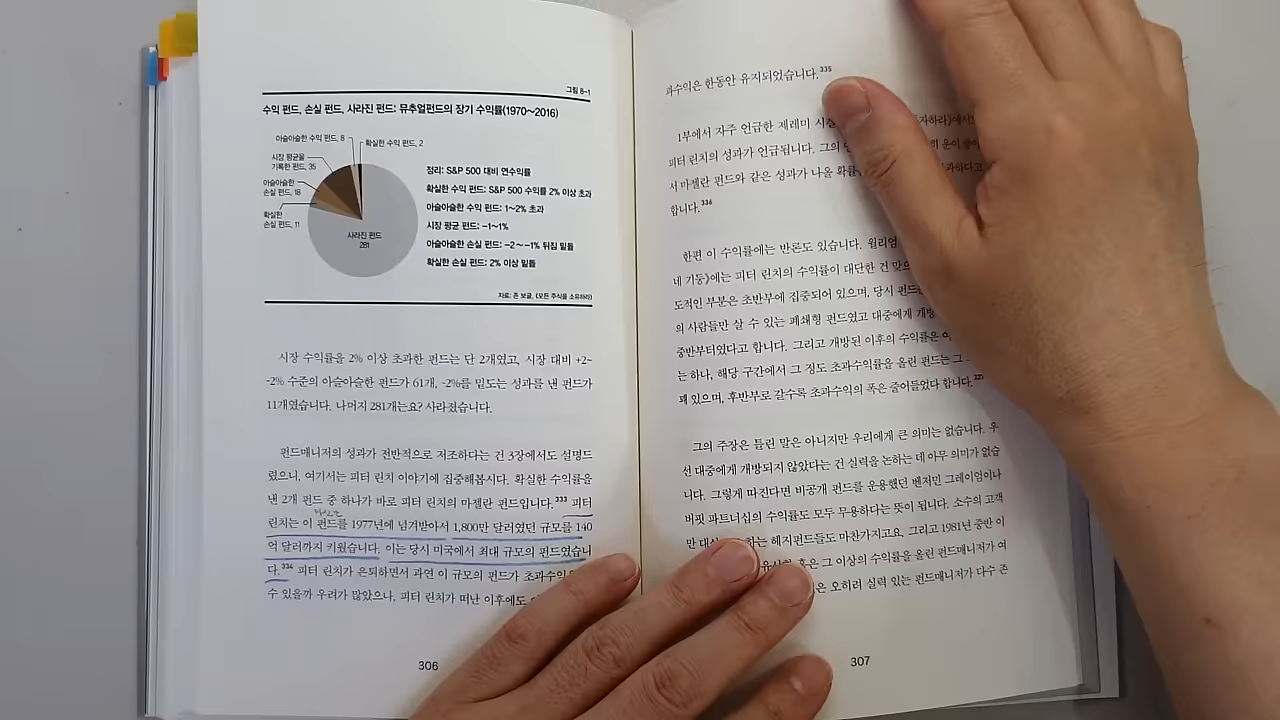 그림 8-1
수익 펀드, 손실 펀드, 사라진 펀드: 뮤추얼펀드의 장기 수익률(1970~2016)
아슬아슬한 수익 펀드, 8
확실한 수익 펀드, 2
시장 평균을
기록한 펀드, 35
아슬아슬한
손실 펀드, 18
확실한
손실 펀드, 11
사라진 펀드
281
정리: S&P 500 대비 연수익률
확실한 수익 펀드: S&P 500 수익률 2% 이상 초과
아슬아슬한 수익 펀드: 1~2% 초과
시장 평균 펀드: -1~1%
아슬아슬한 손실 펀드: -2~-1% 뒤짐 밑돎
확실한 손실 펀드: 2% 이상 밑돎
자료: 존 보글, 《모든 주식을 소유하라》
시장 수익률을 2% 이상 초과한 펀드는 단 2개였고, 시장 대비 +2~
-2% 수준의 아슬아슬한 펀드가 61개, -2%를 밑도는 성과를 낸 펀드가
11개였습니다. 나머지 281개는요? 사라졌습니다.
펀드매니저의 성과가 전반적으로 저조하다는 건 3장에서도 설명드
렸으니, 여기서는 피터 린치 이야기에 집중해봅시다. 확실한 수익률을
낸 2개 펀드 중 하나가 바로 피터 린치의 마젤란 펀드입니다.333 피터
린치는 이 펀드를 1977년에 넘겨받아서 1,800만 달러였던 규모를 140
억 달러까지 키웠습니다. 이는 당시 미국에서 최대 규모의 펀드였습니
다.334 피터 린치가 은퇴하면서 과연 이 규모의 펀드가 초과수익을
수 있을까 우려가 많았으나, 피터 린치가 떠난 이후에도
306
과수익은 한동안 유지되었습니다.335
1부에서 자주 언급한 제레미 시
피터 린치의 성과가 언급됩니다. 그의
서 마젤란 펀드와 같은 성과가 나올 확률
합니다.336
한편 이 수익률에는 반론도 있습니다. 윌리엄
네 기둥》에는 피터 린치의 수익률이 대단한 건 맞으
도적인 부분은 초반부에 집중되어 있으며, 당시 펀드
의 사람들만 살 수 있는 폐쇄형 펀드였고 대중에게 개방
중반부터였다고 합니다. 그리고 개방된 이후의 수익률은
는 하나, 해당 구간에서 그 정도 초과수익률을 올린 펀드는 그
꽤 있으며, 후반부로 갈수록 초과수익의 폭은 줄어들었다 합니다.
그의 주장은 틀린 말은 아니지만 우리에게 큰 의미는 없습니다. 우
선 대중에게 개방되지 않았다는 건 실력을 논하는 데 아무 의미가 없습
니다. 그렇게 따진다면 비공개 펀드를 운용했던 벤저민 그레이엄이나
버핏 파트너십의 수익률도 모두 무용하다는 뜻이 됩니다. 소수의 고객
만 하는 헤지펀드들도 마찬가지고요. 그리고 1981년 중반 이
혹은 그 이상의 수익률을 올린 펀드매니저가 여
은 오히려 실력 있는 펀드매니저가 다수 존
307